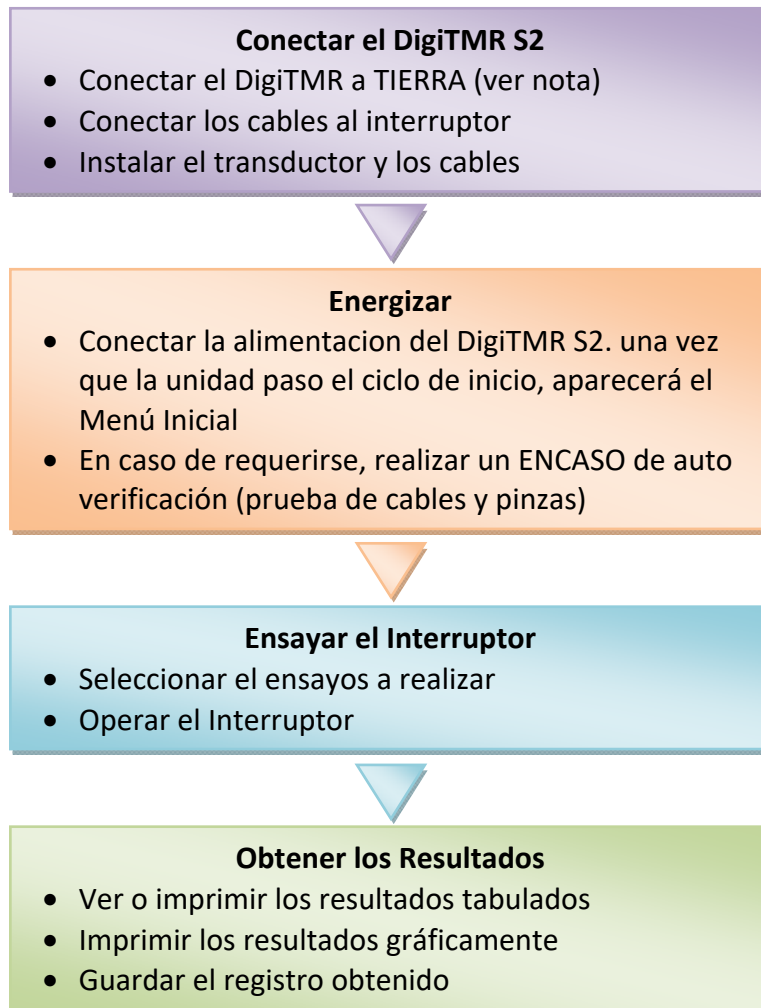 Conectar el DigiTMR S2
• Conectar el DigiTMR a TIERRA (ver nota)
• Conectar los cables al interruptor
• Instalar el transductor y los cables
Energizar
• Conectar la alimentacion del DigiTMR S2. una vez
que la unidad paso el ciclo de inicio, aparecerá el
Menú Inicial
• En caso de requerirse, realizar un ENCASO de auto
verificación (prueba de cables y pinzas)
Ensayar el Interruptor
• Seleccionar el ensayos a realizar
• Operar el Interruptor
Obtener los Resultados
• Ver o imprimir los resultados tabulados
• Imprimir los resultados gráficamente
• Guardar el registro obtenido